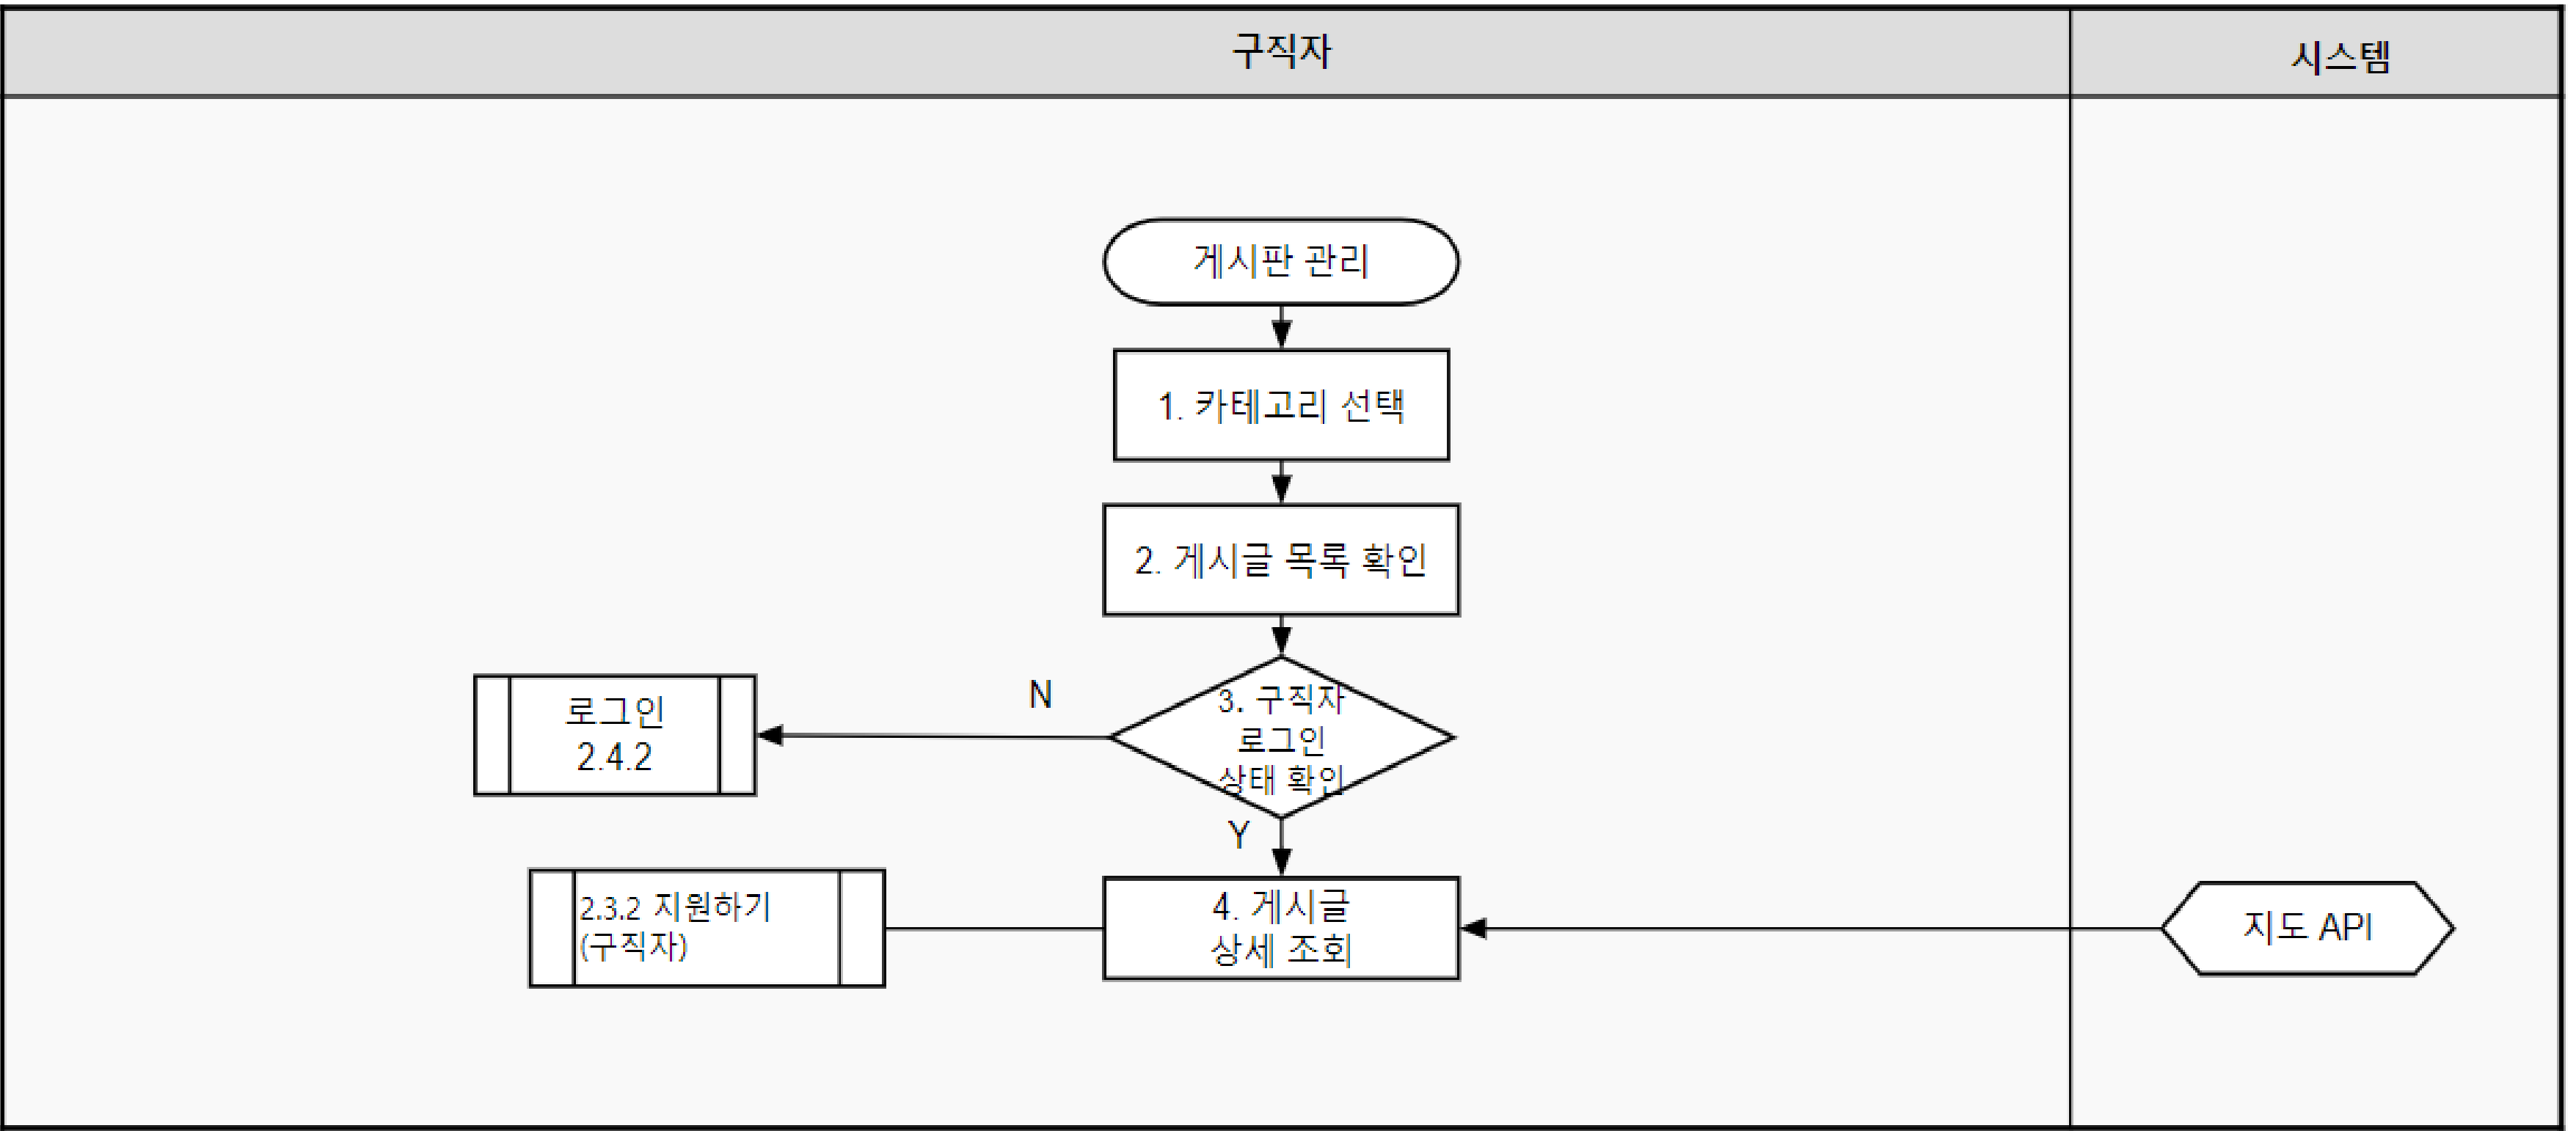 구직자
시스템
게시판 관리
1. 카테고리 선택
2. 게시글 목록 확인
3. 구직자
로그인
상태 확인
N
로그인
2.4.2
Y
2.3.2 지원하기
(구직자)
4. 게시글
상세 조회
지도 API